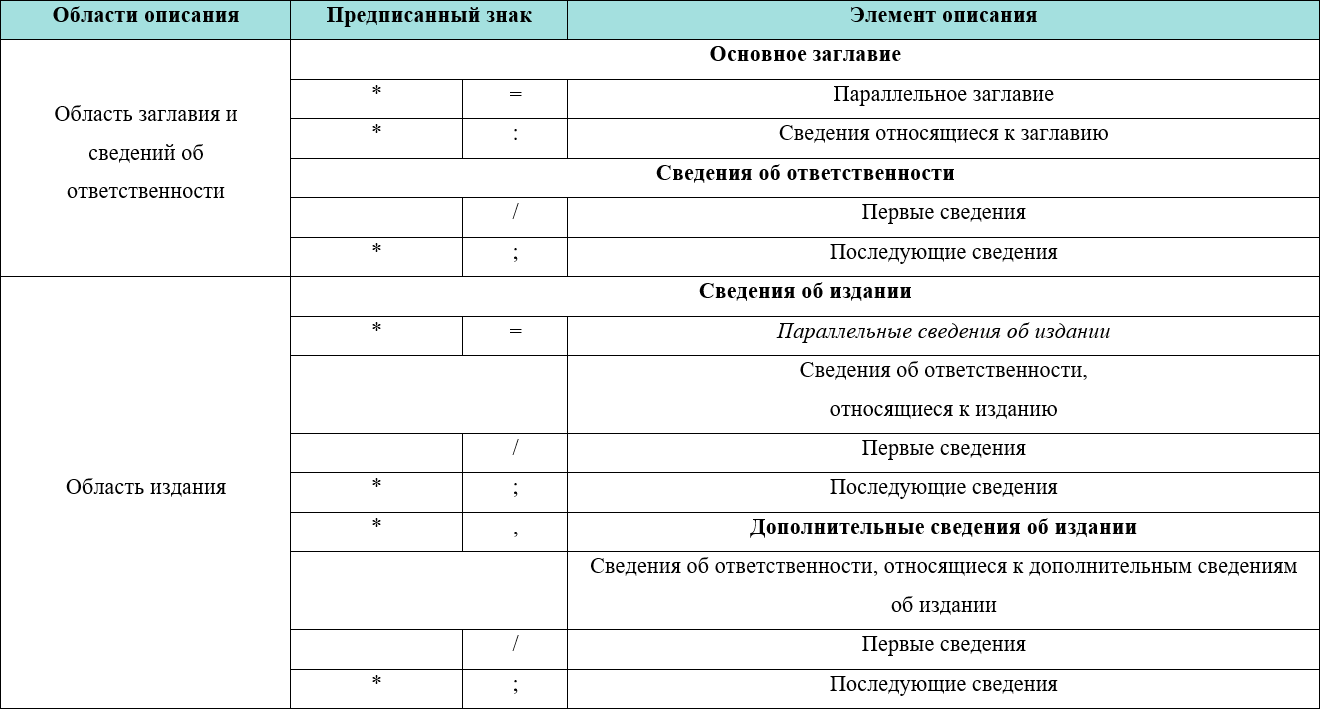 Области описания Предписанный знак Элемент описания
Основное заглавие
* = Параллельное заглавие
* : Сведения относящиеся к заглавию
Область заглавия и
сведений об
ответственности
Сведения об ответственности
/ Первые сведения
* ; Последующие сведения
Сведения об издании
* = Параллельные сведения об издании
Сведения об ответственности,
относящиеся к изданию
/ Первые сведения
Область издания
* ; Последующие сведения
* , Дополнительные сведения об издании
Сведения об ответственности, относящиеся к дополнительным сведениям
об издании
/ Первые сведения
* ; Последующие сведения